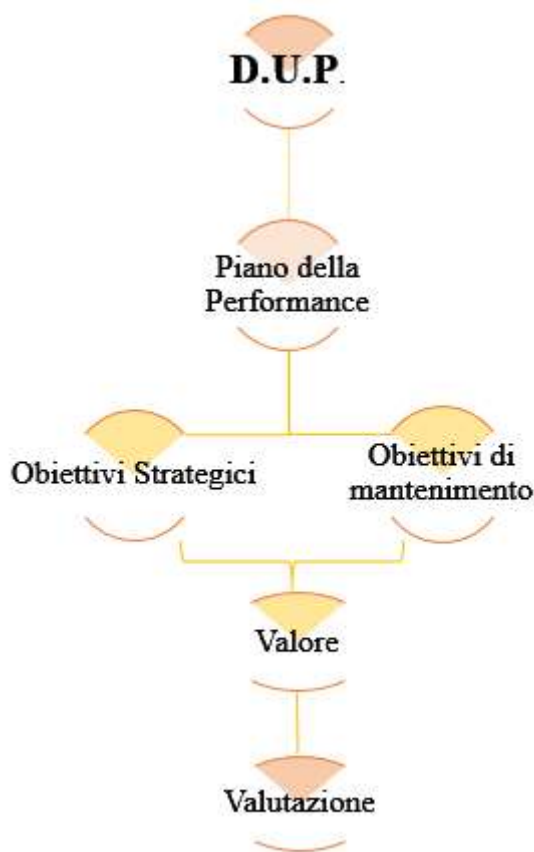 D.U.P.
Piano della
Performance
Obiettivi Strategici
Obiettivi di
mantenimento
Valore
Valutazione